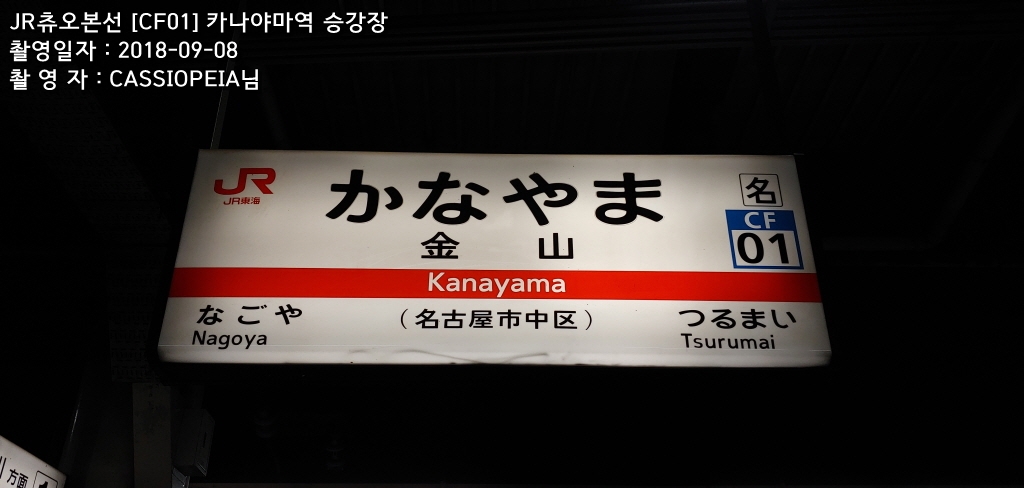 JR츄오본선 [CF01] 카나야마역 승강장
촬영일자 : 2018-09-08
촬 영 자 : CASSIOPEIA님
JR
JR東海
かなやま
金 山
名
CF
01
Kanayama
なごや
Nagoya
(名古屋市中区)
つるまい
Tsurumai
方面